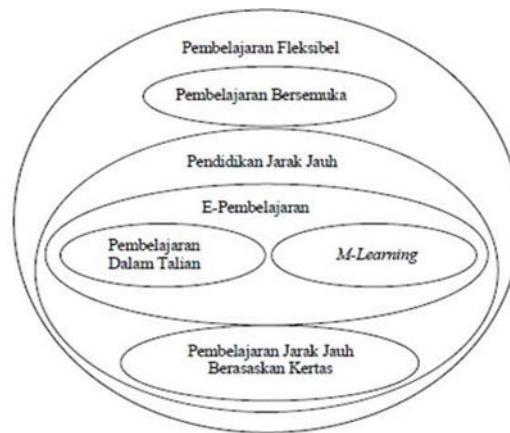 Pembelajaran Fleksibel
Pembelajaran Bersemuka
Pendidikan Jarak Jauh
E-Pembelajaran
Pembelajaran
Dalam Talian
M-Learning
Pembelajaran Jarak Jauh
Berasaskan Kertas